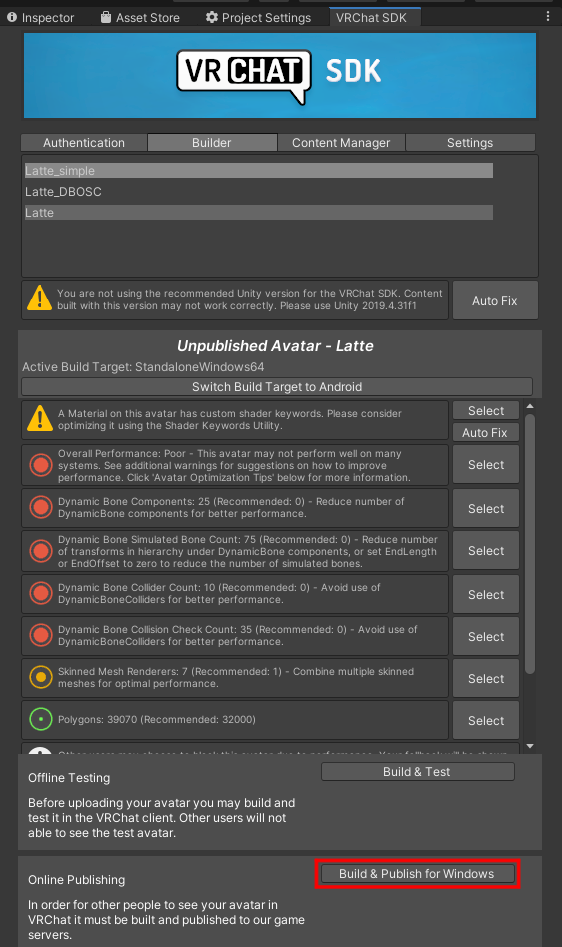 Inspector
Asset Store
Project Settings
VRChat SDK
VRCHAT SDK
Authentication
Builder
Content Manager
Settings
Latte_simple
Latte_DBOSC
Latte
You are not using the recommended Unity version for the VRChat SDK. Content
built with this version may not work correctly. Please use Unity 2019.4.31f1
Auto Fix
Unpublished Avatar - Latte
Active Build Target: StandaloneWindows64
Switch Build Target to Android
A Material on this avatar has custom shader keywords. Please consider
optimizing it using the Shader Keywords Utility.
Select
Auto Fix
Overall Performance: Poor - This avatar may not perform well on many
systems. See additional warnings for suggestions on how to improve
performance. Click 'Avatar Optimization Tips' below for more information.
Select
Dynamic Bone Components: 25 (Recommended: 0) - Reduce number of
DynamicBone components for better performance.
Select
Dynamic Bone Simulated Bone Count: 75 (Recommended: 0) - Reduce number
of transforms in hierarchy under DynamicBone components, or set EndLength
or EndOffset to zero to reduce the number of simulated bones.
Select
Dynamic Bone Collider Count: 10 (Recommended: 0) - Avoid use of
DynamicBoneColliders for better performance.
Select
Dynamic Bone Collision Check Count: 35 (Recommended: 0) - Avoid use of
DynamicBoneColliders for better performance.
Select
Skinned Mesh Renderers: 7 (Recommended: 1) - Combine multiple skinned
meshes for optimal performance.
Select
Polygons: 39070 (Recommended: 32000)
Select
Offline Testing
Build & Test
Before uploading your avatar you may build and
test it in the VRChat client. Other users will not
able to see the test avatar.
Online Publishing
Build & Publish for Windows
In order for other people to see your avatar in
VRChat it must be built and published to our game
servers.